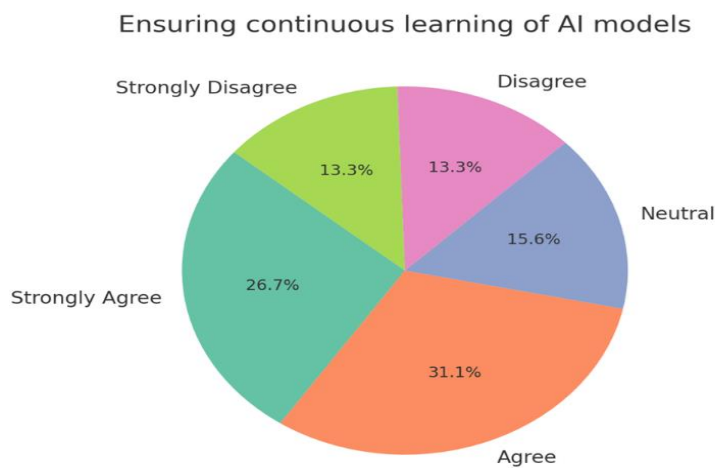 Ensuring continuous learning of AI models
Strongly Disagree
Disagree
13.3%
13.3%
Neutral
15.6%
Strongly Agree
26.7%
31.1%
Agree